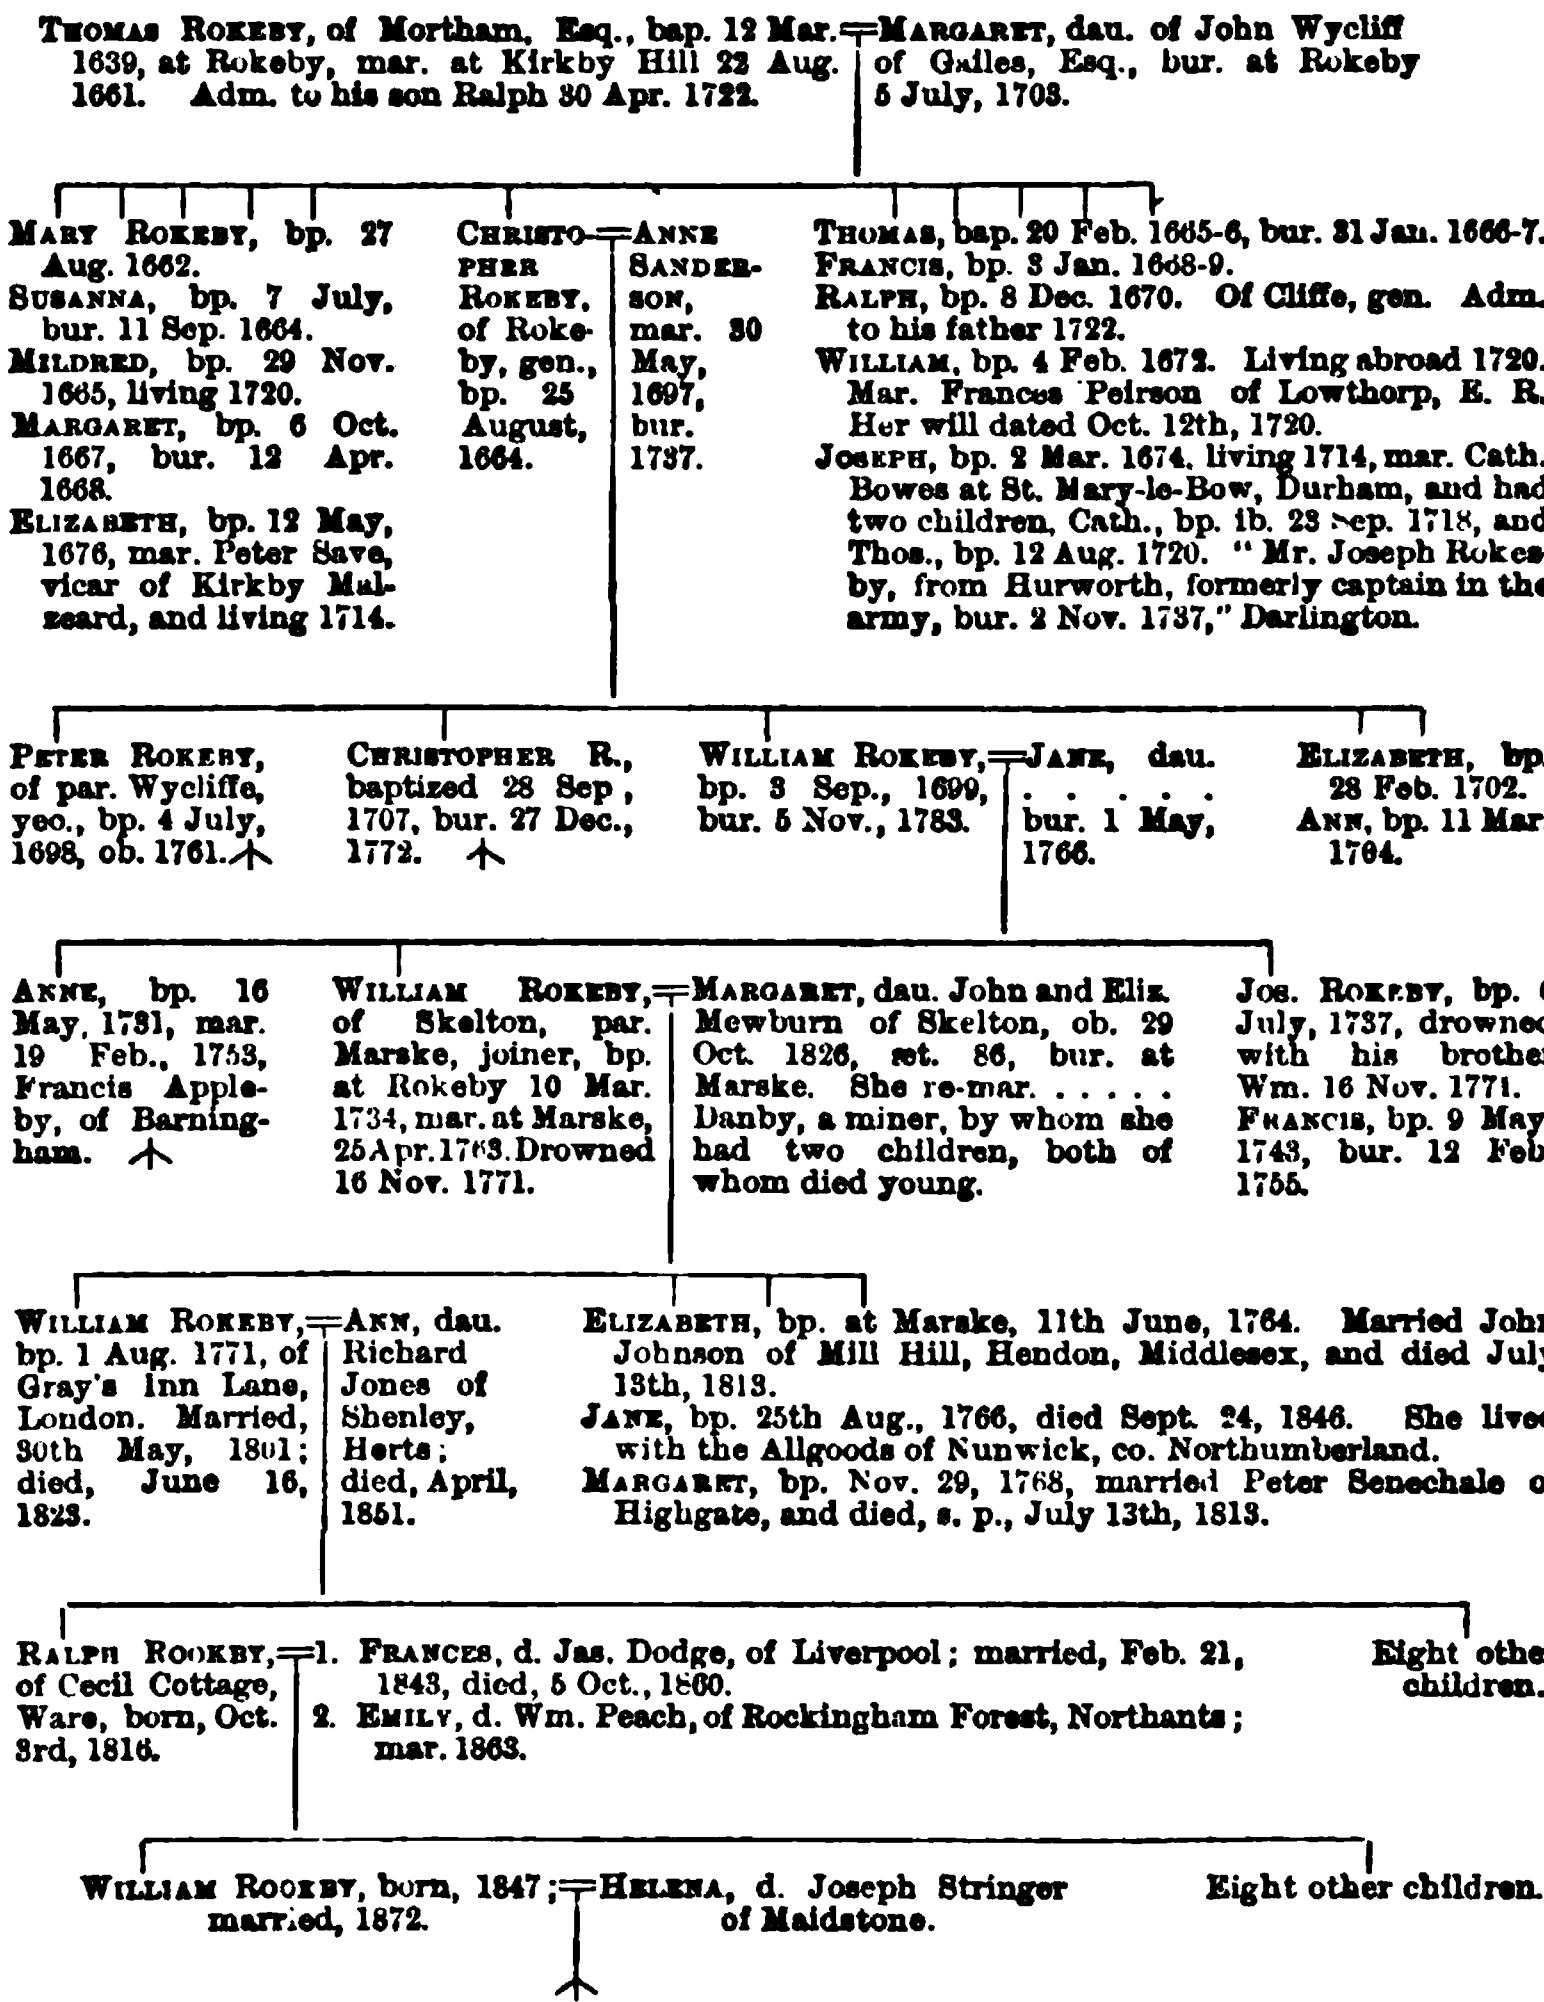 THOMAS ROKEBY, of Mortham, Esq., bap. 12 Mar.
1639, at Rokeby, mar. at Kirkby Hill 22 Aug.
1661. Adm. to his son Ralph 30 Apr. 1722.
MARGARET, dau. of John Wycliff
of Gailes, Esq., bur. at Rokeby
5 July, 1703.
MARY ROKEBY, bp. 27
Aug. 1662.
SUSANNA, bp. 7 July,
bur. 11 Sep. 1664.
MILDRED, bp. 29 Nov.
1665, living 1720.
MARGARET, bp. 6 Oct.
1667, bur. 12 Apr.
1668.
ELIZABETH, bp. 12 May,
1676, mar. Peter Save,
vicar of Kirkby Mal-
zeard, and living 1714.
CHRISTO-
PHER
ROKEBY,
of Roke-
by, gen.,
bp. 25
August,
1664.
ANNE
SANDER-
SON,
mar. 30
May,
1697,
bur.
1737.
THOMAS, bap. 20 Feb. 1665-6, bur. 31 Jan. 1666-7.
FRANCIS, bp. 3 Jan. 1668-9.
RALPH, bp. 8 Dec. 1670. Of Cliffe, gen. Adm.
to his father 1722.
WILLIAM, bp. 4 Feb. 1672. Living abroad 1720.
Mar. Frances Peirson of Lowthorp, E. R.
Her will dated Oct. 12th, 1720.
JOSEPH, bp. 2 Mar. 1674, living 1714, mar. Cath.
Bowes at St. Mary-le-Bow, Durham, and had
two children, Cath., bp. ib. 23 Sep. 1718, and
Thos., bp. 12 Aug. 1720. "Mr. Joseph Rokes-
by, from Hurworth, formerly captain in the
army, bur. 2 Nov. 1737," Darlington.
PETER ROKEBY,
of par. Wycliffe,
yeo., bp. 4 July,
1698, ob. 1761.
CHRISTOPHER R.,
baptized 28 Sep,
1707, bur. 27 Dec.,
1772.
WILLIAM ROKEBY,
bp. 3 Sep., 1699,
bur. 5 Nov., 1783.
JANE, dau.
. . . . . .
bur. 1 May,
1766.
ELIZABETH, bp.
28 Feb. 1702.
ANN, bp. 11 Mar.
1704.
ANNE, bp. 16
May, 1731, mar.
19 Feb., 1753,
Francis Apple-
by, of Barning-
ham.
WILLIAM ROKEBY,
of Skelton, par.
Marske, joiner, bp.
at Rokeby 10 Mar.
1734, mar. at Marske,
25 Apr. 1763. Drowned
16 Nov. 1771.
MARGARET, dau. John and Eliz.
Mewburn of Skelton, ob. 29
Oct. 1826, æt. 86, bur. at
Marske. She re-mar. . . . . .
Danby, a miner, by whom she
had two children, both of
whom died young.
Jos. ROKEBY, bp.
July, 1737, drowned
with his brother
Wm. 16 Nov. 1771.
FRANCIS, bp. 9 May
1743, bur. 12 Feb
1755.
WILLIAM ROKEBY,
bp. 1 Aug. 1771, of
Gray's Inn Lane,
London. Married,
30th May, 1801;
died, June 16,
1823.
ANN, dau.
Richard
Jones of
Shenley,
Herts;
died, April,
1851.
ELIZABETH, bp. at Marske, 11th June, 1764. Married John
Johnson of Mill Hill, Hendon, Middlesex, and died July
13th, 1813.
JANE, bp. 25th Aug., 1766, died Sept. 24, 1846. She lived
with the Allgoods of Nunwick, co. Northumberland.
MARGARET, bp. Nov. 29, 1768, married Peter Senechale o
Highgate, and died, s. p., July 13th, 1813.
RALPH ROOKBY,
of Cecil Cottage,
Ware, born, Oct.
3rd, 1816.
1. FRANCES, d. Jas. Dodge, of Liverpool; married, Feb. 21,
1843, died, 5 Oct., 1860.
2. EMILY, d. Wm. Peach, of Rockingham Forest, Northants;
mar. 1863.
Eight othe
children.
WILLIAM ROOKBY, born, 1847;
married, 1872.
HELENA, d. Joseph Stringer
of Maidstone.
Eight other children.